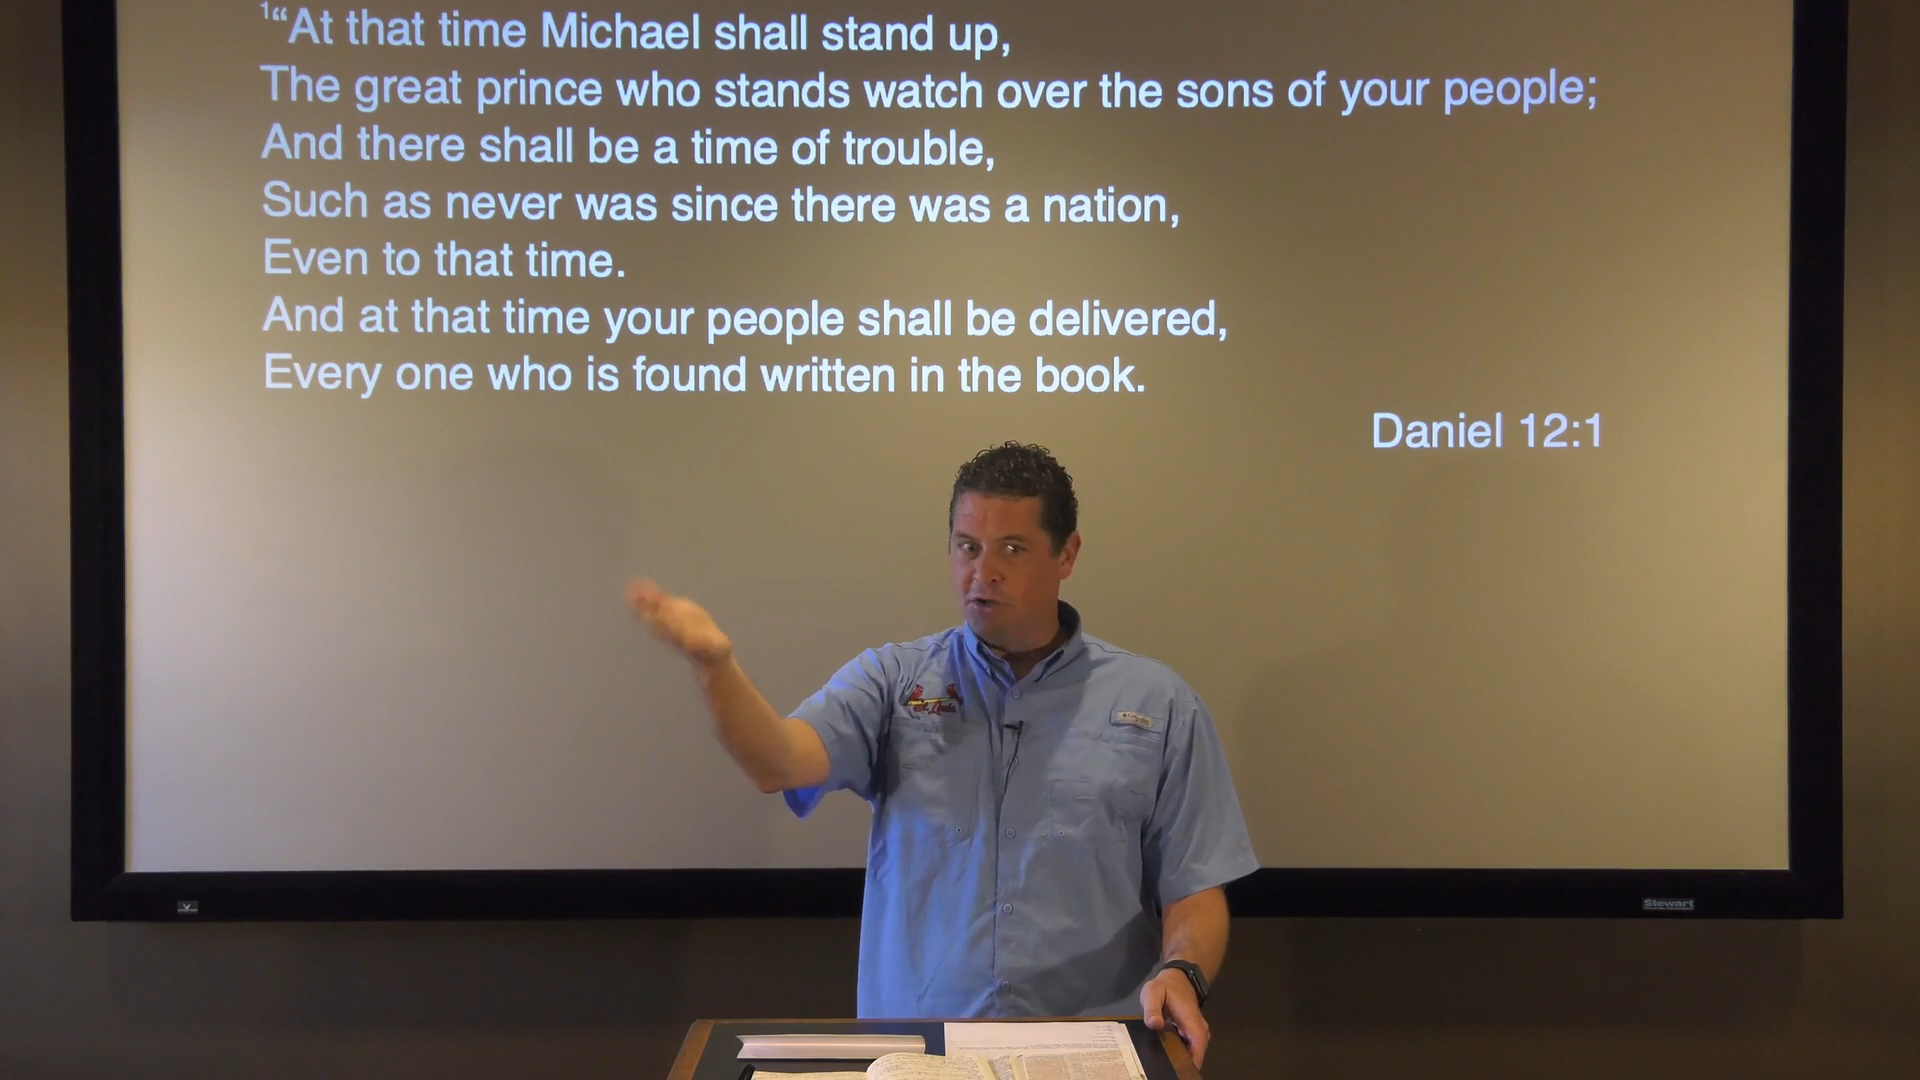 1“At that time Michael shall stand up,
The great prince who stands watch over the sons of your people;
And there shall be a time of trouble,
Such as never was since there was a nation,
Even to that time.
And at that time your people shall be delivered,
Every one who is found written in the book.
Daniel 12:1
St. Louis
Columbia
Stewart